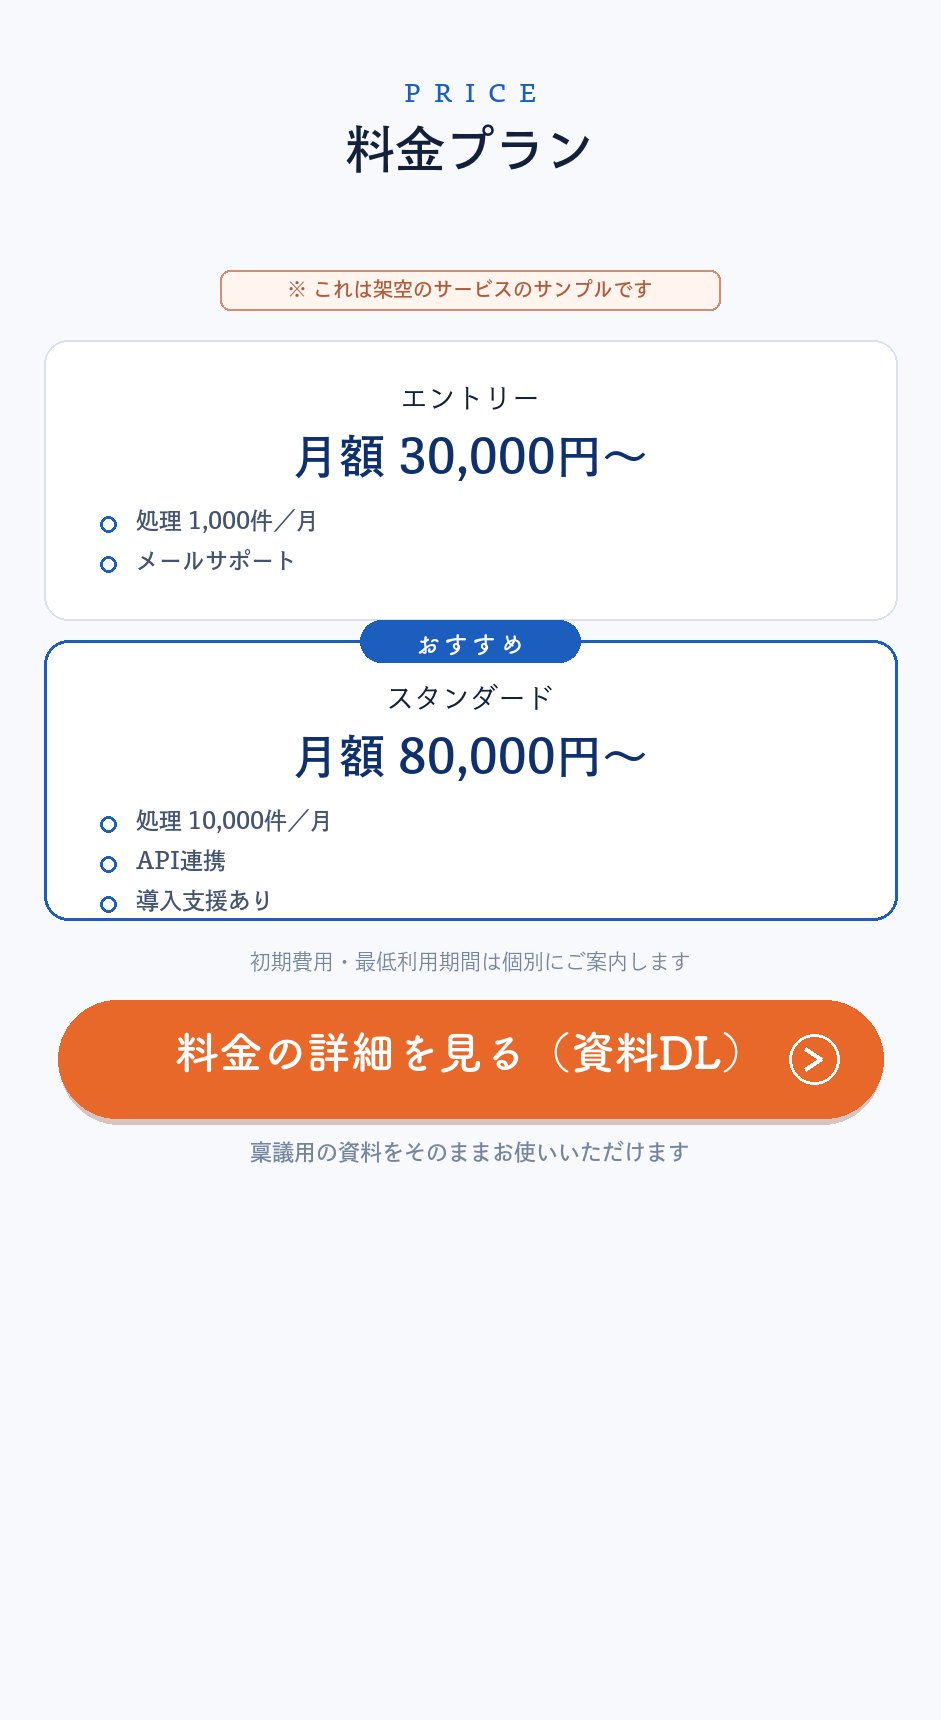 PRICE
料金プラン
※ これは架空のサービスのサンプルです
エントリー
月額 30,000円～
処理 1,000件／月
メールサポート
おすすめ
スタンダード
月額 80,000円～
処理 10,000件／月
API連携
導入支援あり
初期費用・最低利用期間は個別にご案内します
料金の詳細を見る（資料DL）
稟議用の資料をそのままお使いいただけます